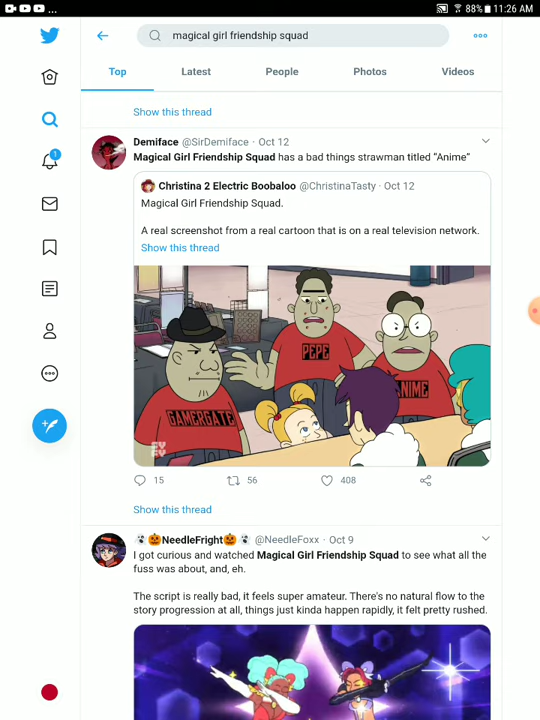 ... 88% 11:26 AM
magical girl friendship squad
Top Latest People Photos Videos
Show this thread
Demiface @SirDemiface · Oct 12
Magical Girl Friendship Squad has a bad things strawman titled “Anime”
Christina 2 Electric Boobaloo @ChristinaTasty · Oct 12
Magical Girl Friendship Squad.
A real screenshot from a real cartoon that is on a real television network.
Show this thread
PEPE
GAMERGATE
ANIME
SY
FY
15 56 408
Show this thread
1
NeedleFright @NeedleFoxx · Oct 9
I got curious and watched Magical Girl Friendship Squad to see what all the
fuss was about, and, eh.
The script is really bad, it feels super amateur. There's no natural flow to the
story progression at all, things just kinda happen rapidly, it felt pretty rushed.